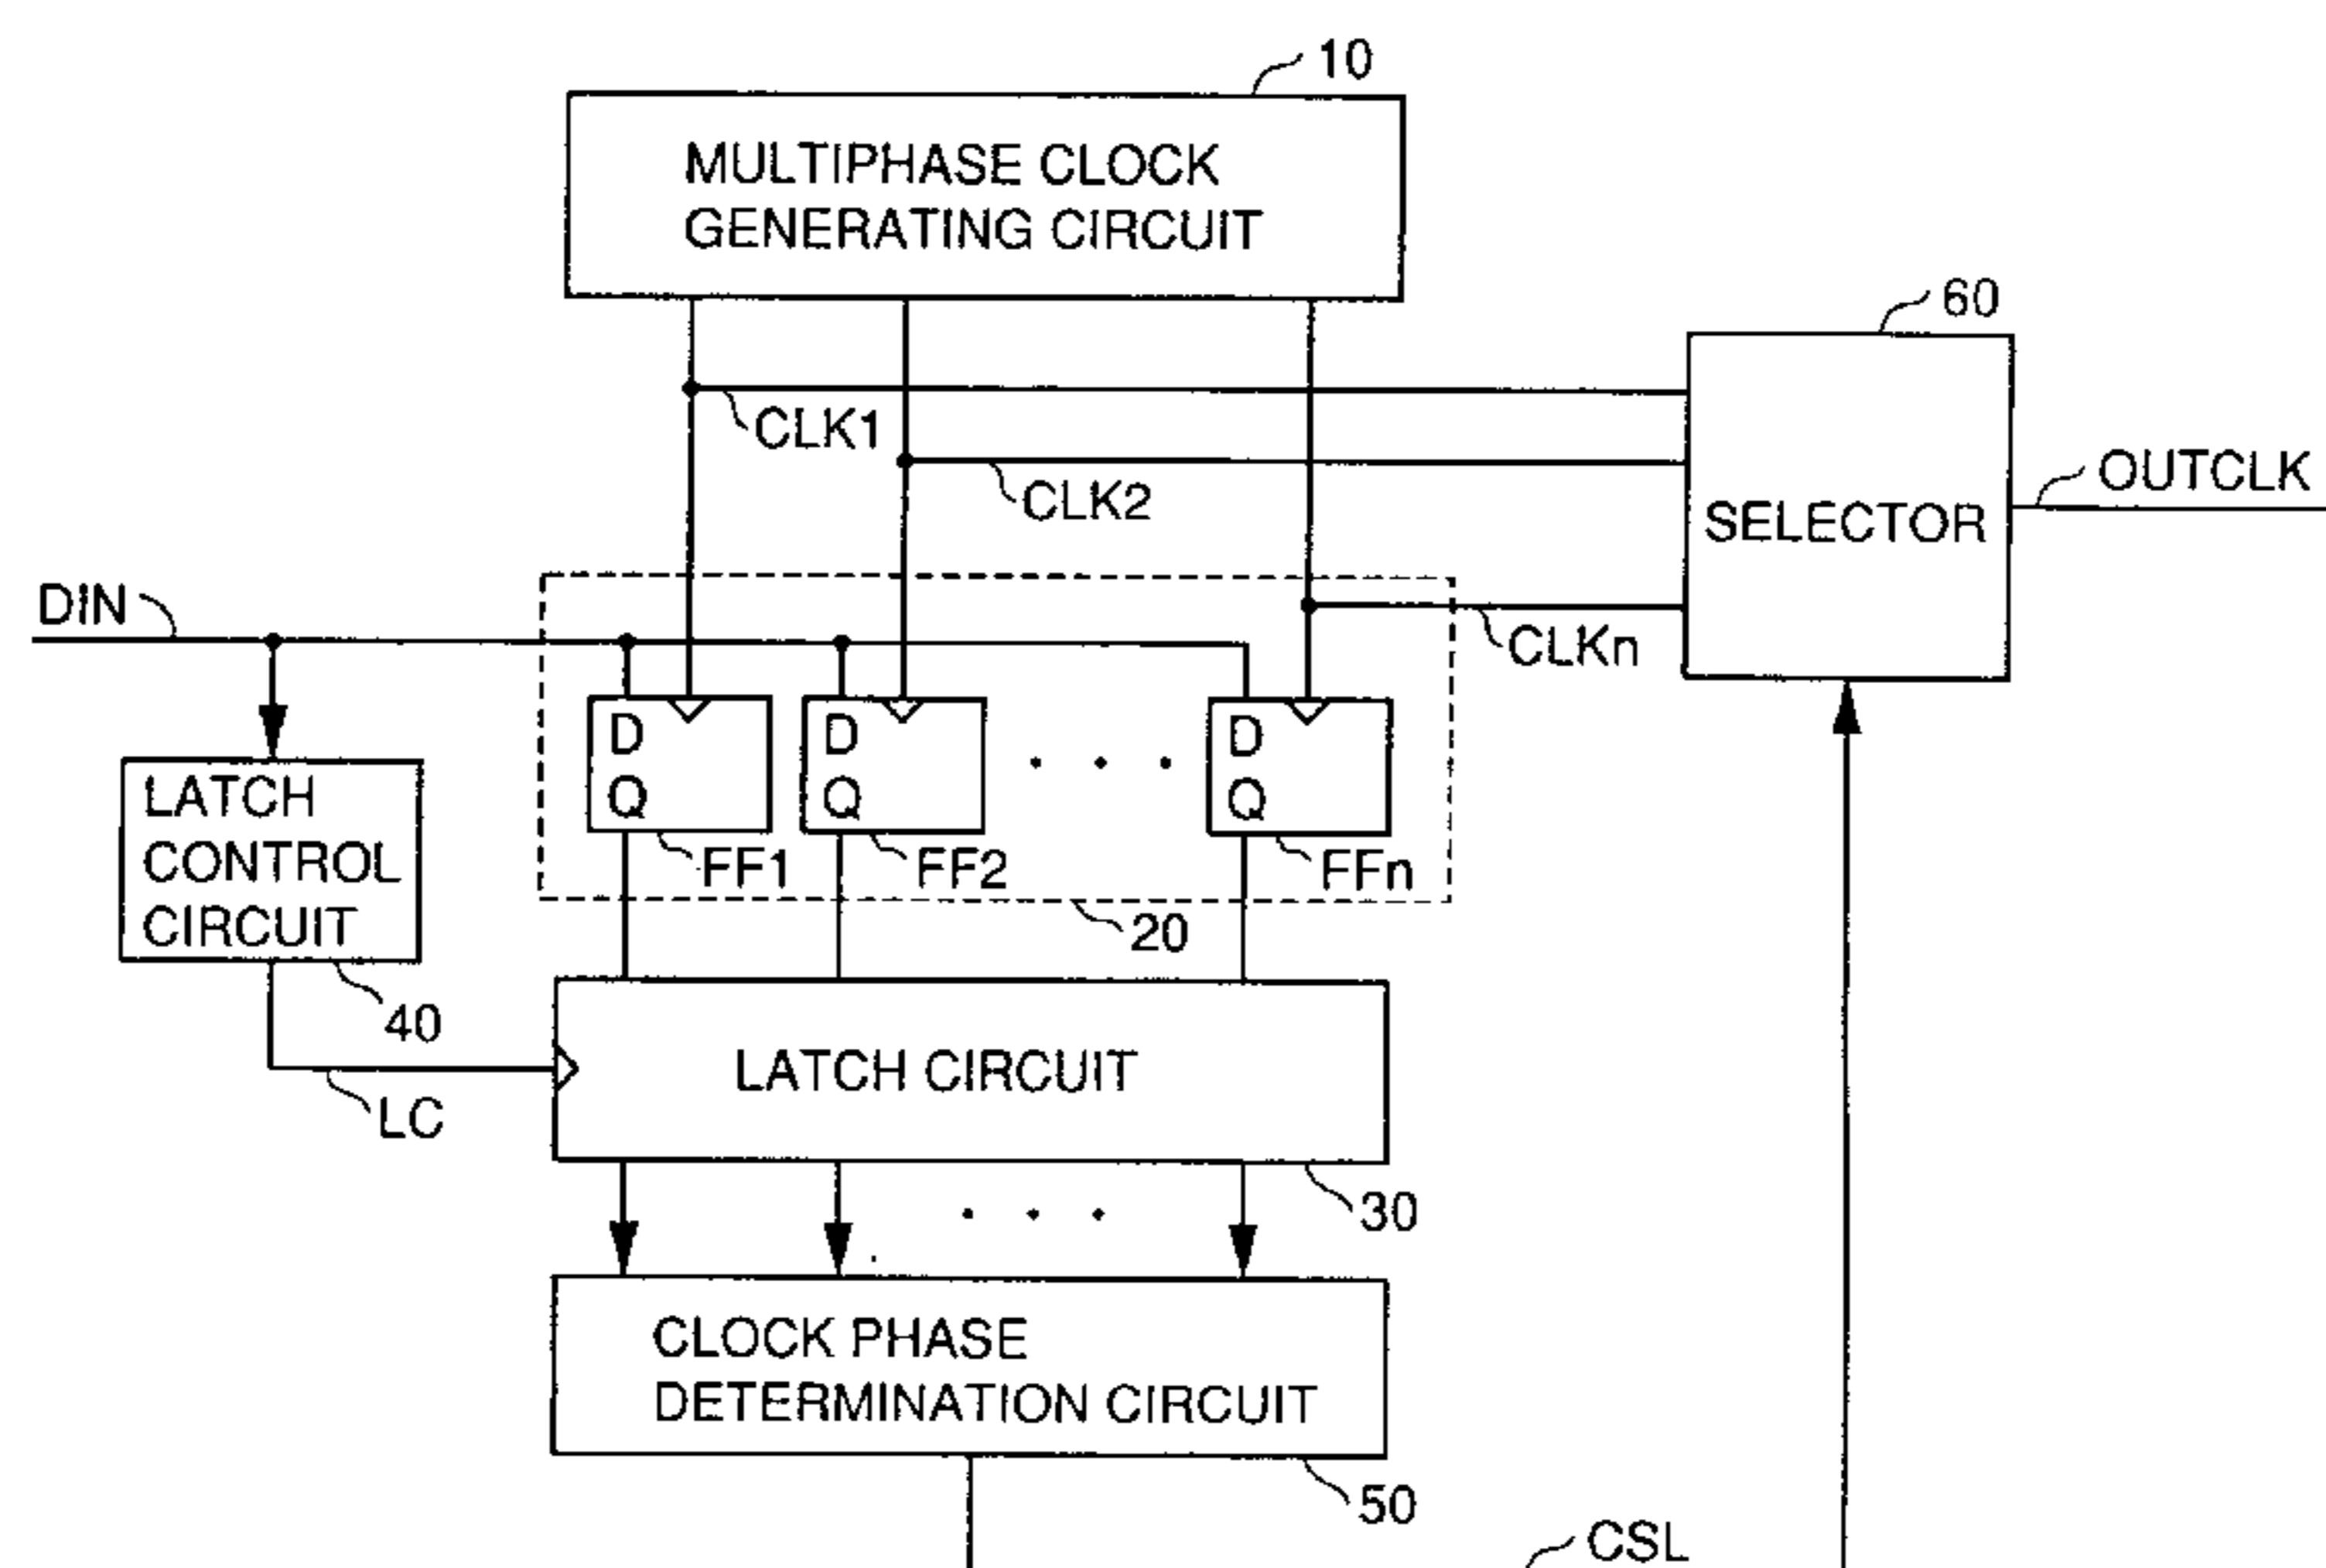 10
MULTIPHASE CLOCK
GENERATING CIRCUIT
60
CLK1
CLK2
SELECTOR
OUTCLK
DIN
CLKn
D
Q
D
Q
D
Q
. . .
FF1
FF2
FFn
20
LATCH
CONTROL
CIRCUIT
40
LC
LATCH CIRCUIT
30
. . .
CLOCK PHASE
DETERMINATION CIRCUIT
50
CSL